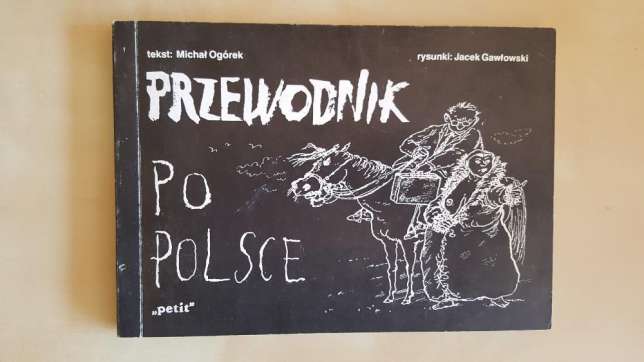 tekst: Michał Ogórek
rysunki: Jacek Gawłowski
PRZEWODNIK
PO
POLSCE
„petit"